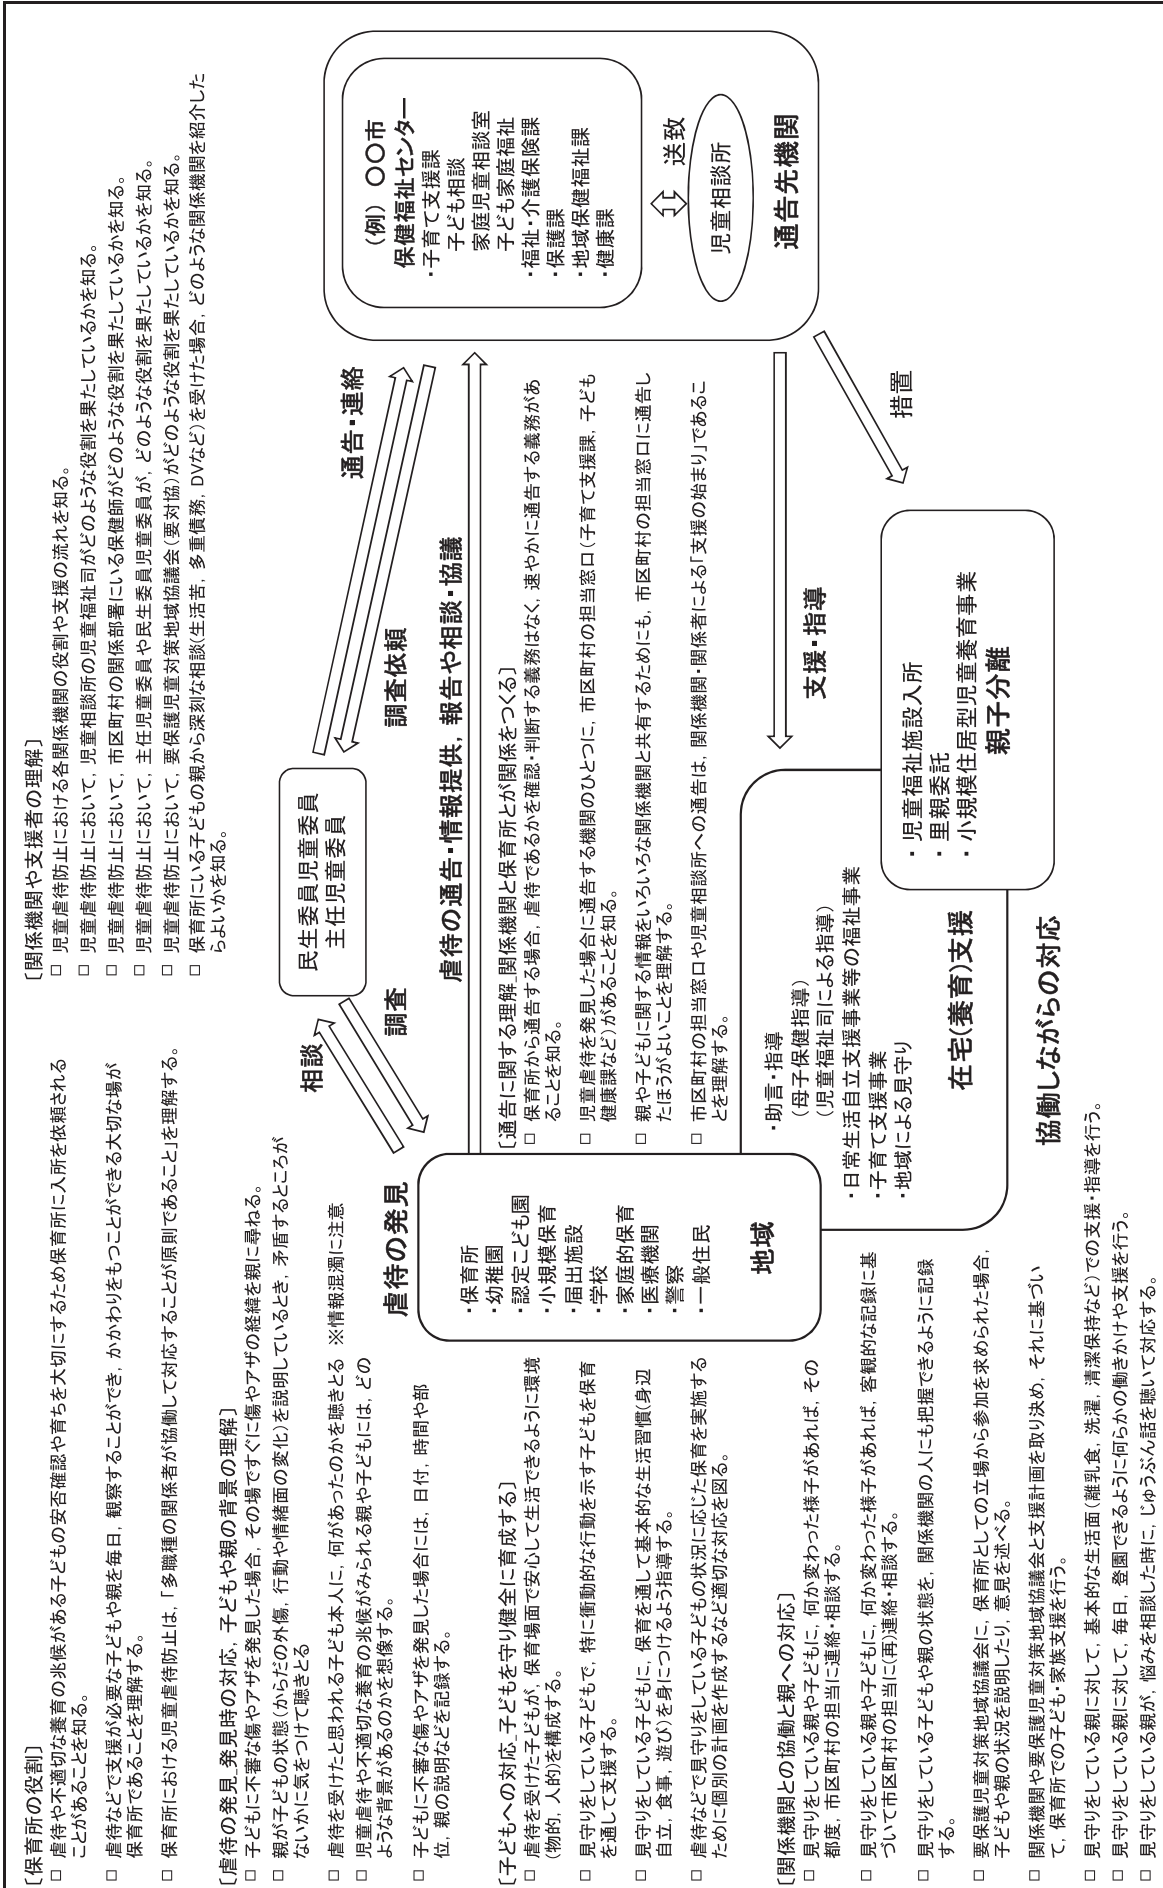 ［保育所の役割］
□ 虐待や不適切な養育の兆候がある子どもの安否確認や育ちを大切にするため保育所に入所を依頼される
ことがあることを知る。
□ 虐待などで支援が必要な子どもや親を毎日，観察することができ，かかわりをもつことができる大切な場が
保育所であることを理解する。
□ 保育所における児童虐待防止は，「多職種の関係者が協働して対応することが原則であること」を理解する。
［虐待の発見_発見時の対応，子どもや親の背景の理解］
□ 子どもに不審な傷やアザを発見した場合，その場ですぐに傷やアザの経緯を親に尋ねる。
□ 親が子どもの状態（からだの外傷，行動や情緒面の変化）を説明しているとき，矛盾するところが
ないかに気をつけて聴きとる
□ 虐待を受けたと思われる子ども本人に，何があったのかを聴きとる ※情報混濁に注意
□ 児童虐待や不適切な養育の兆候がみられる親や子どもには，どの
ような背景があるのかを想像する。
□ 子どもに不審な傷やアザを発見した場合には，日付，時間や部
位，親の説明などを記録する。
［子どもへの対応_子どもを守り健全に育成する］
□ 虐待を受けた子どもが，保育場面で安心して生活できるように環境
（物的，人的）を構成する。
□ 見守りをしている子どもで，特に衝動的な行動を示す子どもを保育
を通して支援する。
□ 見守りをしている子どもに，保育を通して基本的な生活習慣（身辺
自立，食事，遊び）を身につけるよう指導する。
□ 虐待などで見守りをしている子どもの状況に応じた保育を実施する
ために個別の計画を作成するなど適切な対応を図る。
［関係機関との協働と親への対応］
□ 見守りをしている親や子どもに，何か変わった様子があれば，その
都度，市区町村の担当に連絡・相談する。
□ 見守りをしている親や子どもに，何か変わった様子があれば，客観的な記録に基
づいて市区町村の担当に（再）連絡・相談する。
□ 見守りをしている子どもや親の状態を，関係機関の人にも把握できるように記録
する。
□ 要保護児童対策地域協議会に，保育所としての立場から参加を求められた場合，
子どもや親の状況を説明したり，意見を述べる。
□ 関係機関や要保護児童対策地域協議会と支援計画を取り決め，それに基づい
て，保育所での子ども・家族支援を行う。
□ 見守りをしている親に対して，基本的な生活面（離乳食，洗濯，清潔保持など）での支援・指導を行う。
□ 見守りをしている親に対して，毎日，登園できるように何らかの働きかけや支援を行う。
□ 見守りをしている親が，悩みを相談した時に，じゅうぶん話を聴いて対応する。
［関係機関や支援者の理解］
□ 児童虐待防止における各関係機関の役割や支援の流れを知る。
□ 児童虐待防止において，児童相談所の児童福祉司がどのような役割を果たしているかを知る。
□ 児童虐待防止において，市区町村の関係部署にいる保健師がどのような役割を果たしているかを知る。
□ 児童虐待防止において，主任児童委員や民生委員児童委員が，どのような役割を果たしているかを知る。
□ 児童虐待防止において，要保護児童対策地域協議会（要対協）がどのような役割を果たしているかを知る。
□ 保育所にいる子どもの親から深刻な相談（生活苦，多重債務，DVなど）を受けた場合，どのような関係機関を紹介した
らよいかを知る。
民生委員児童委員
主任児童委員
相談
調査
通告・連絡
調査依頼
虐待の通告・情報提供，報告や相談・協議
［通告に関する理解_関係機関と保育所とが関係をつくる］
□ 保育所から通告する場合，虐待であるかを確認・判断する義務はなく，速やかに通告する義務があ
ることを知る。
□ 児童虐待を発見した場合に通告する機関のひとつに，市区町村の担当窓口（子育て支援課，子ども
健康課など）があることを知る。
□ 親や子どもに関する情報をいろいろな関係機関と共有するためにも，市区町村の担当窓口に通告し
たほうがよいことを理解する。
□ 市区町村の担当窓口や児童相談所への通告は，関係機関・関係者による「支援の始まり」であるこ
とを理解する。
虐待の発見
・保育所
・幼稚園
・認定こども園
・小規模保育
・届出施設
・学校
・家庭的保育
・医療機関
・警察
・一般住民
地域
（例）〇〇市
保健福祉センター
・子育て支援課
子ども相談
家庭児童相談室
子ども家庭福祉
・福祉・介護保険課
・保護課
・地域保健福祉課
・健康課
送致
児童相談所
通告先機関
支援・指導
措置
・助言・指導
（母子保健指導）
（児童福祉司による指導）
・日常生活自立支援事業等の福祉事業
・子育て支援事業
・地域による見守り
在宅（養育）支援
・児童福祉施設入所
・里親委託
・小規模住居型児童養育事業
親子分離
協働しながらの対応